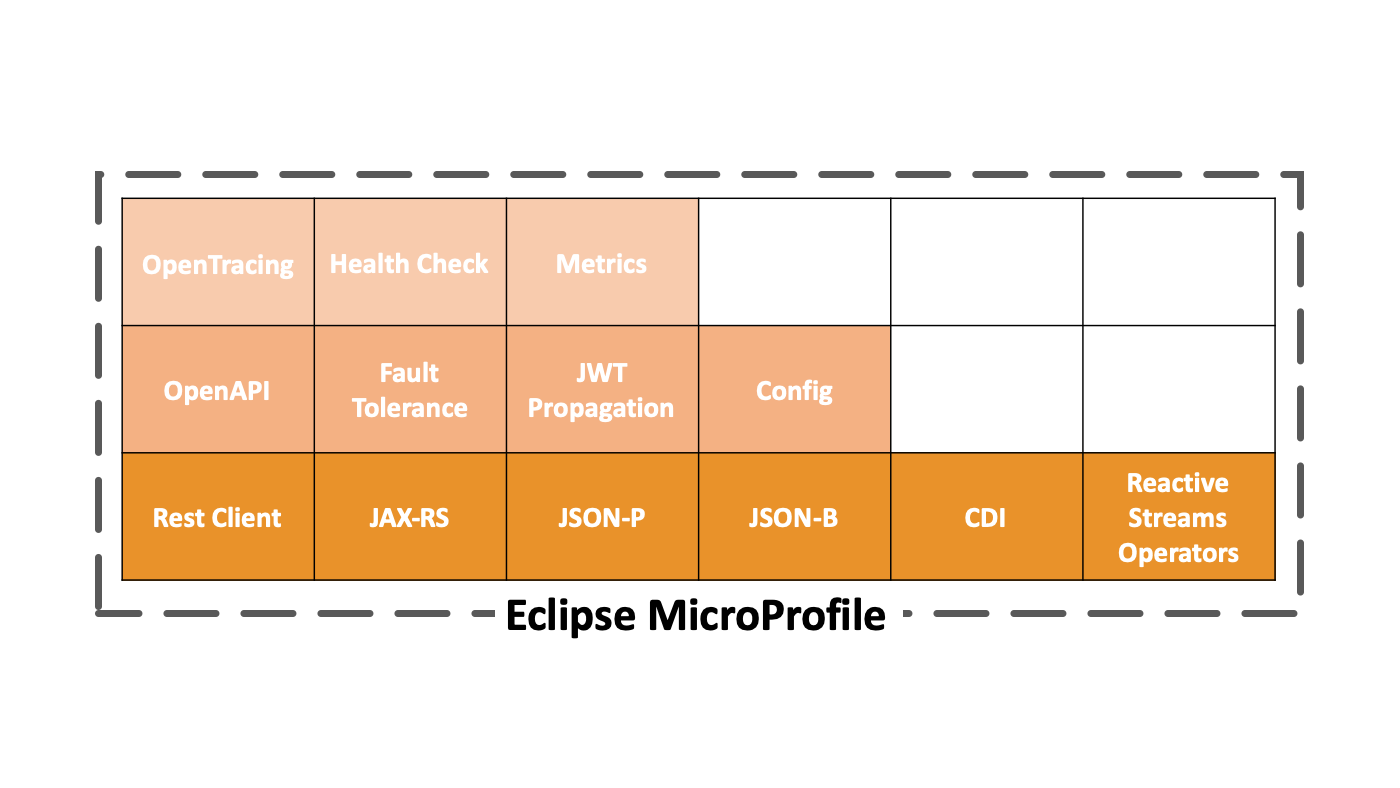 OpenTracing
Health Check
Metrics
OpenAPI
Fault
Tolerance
JWT
Propagation
Config
Rest Client
JAX-RS
JSON-P
JSON-B
CDI
Reactive
Streams
Operators
Eclipse MicroProfile